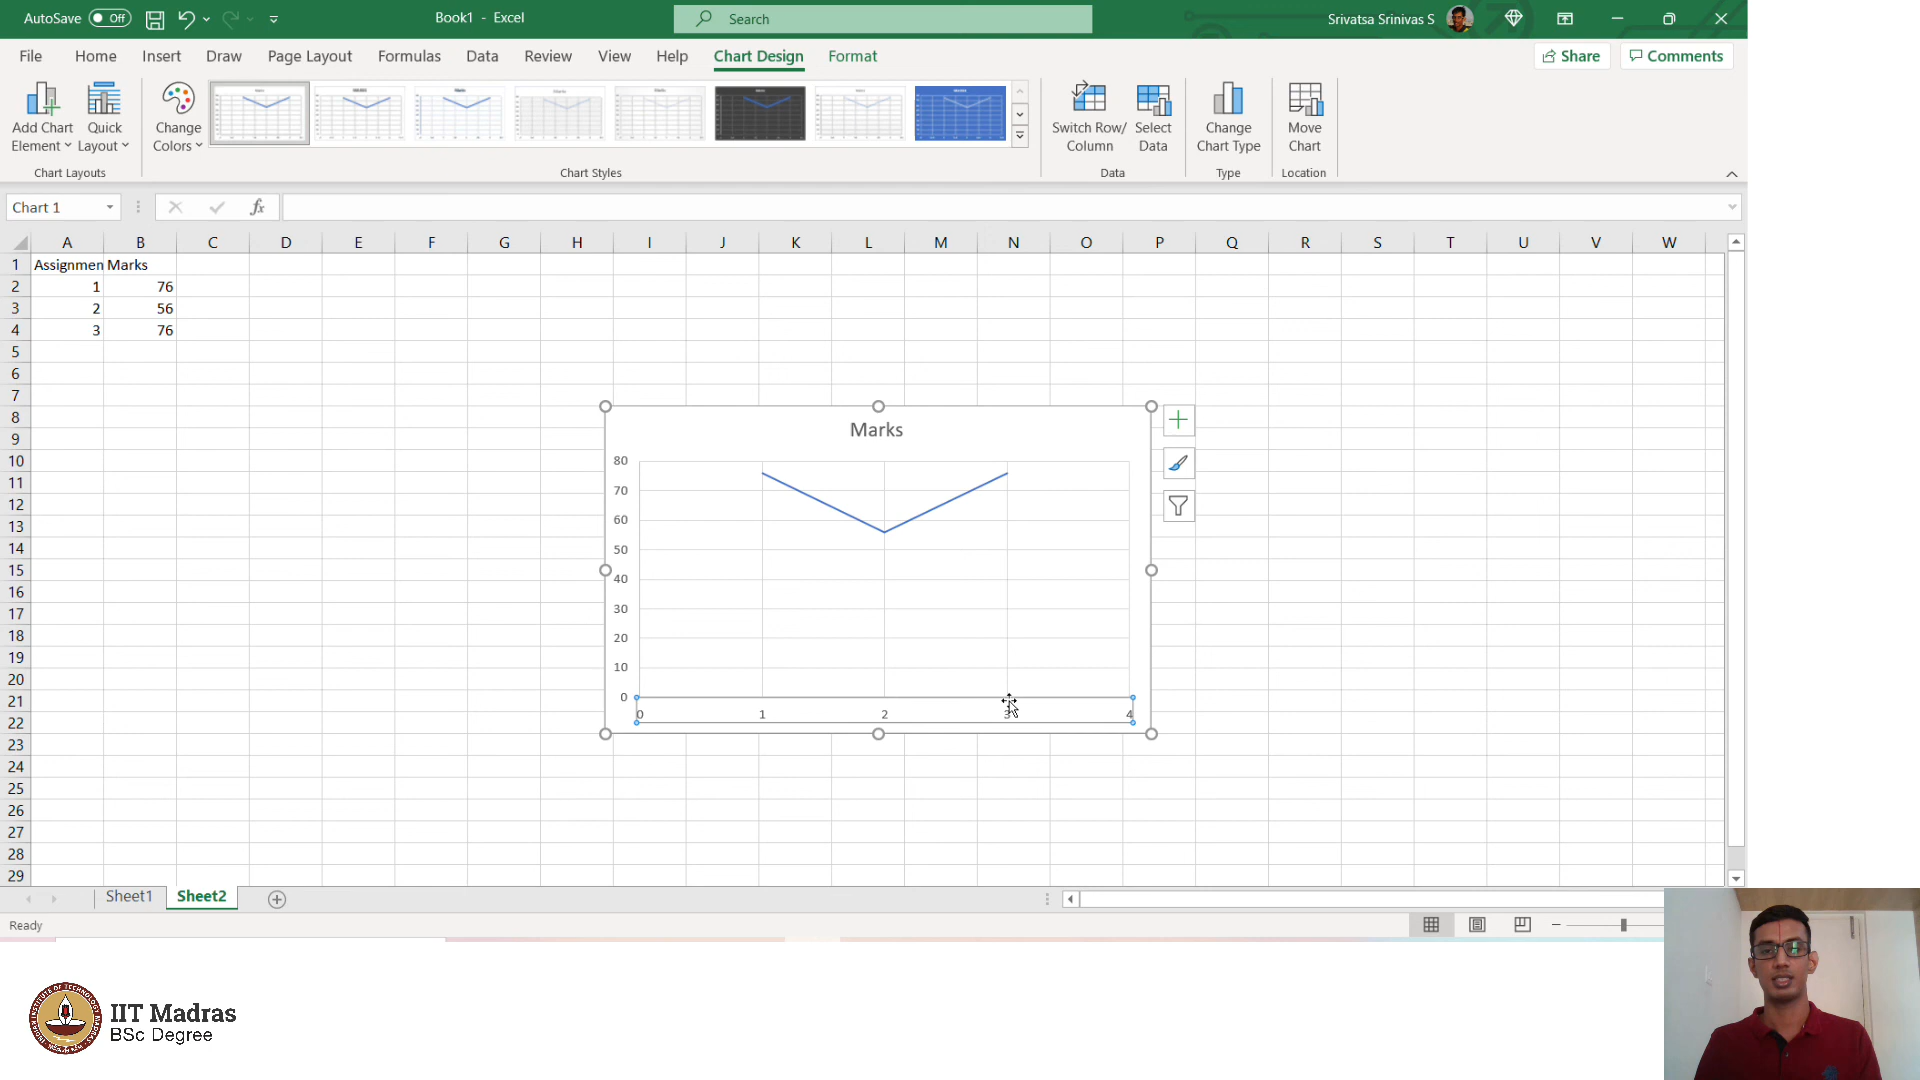 AutoSave Off Book1 - Excel Search Srivatsa Srinivas S
File Home Insert Draw Page Layout Formulas Data Review View Help Chart Design Format Share Comments
Add Chart Element Quick Layout Change Colors Switch Row/ Column Select Data Change Chart Type Move Chart
Chart Layouts Chart Styles Data Type Location
Chart 1 fx
A B C D E F G H I J K L M N O P Q R S T U V W
1 Assignmen Marks
2 1 76
3 2 56
4 3 76
5
6
7
8
9
10
11
12
13
14
15
16
17
18
19
20
21
22
23
24
25
26
27
28
29
Marks
80
70
60
50
40
30
20
10
0
0 1 2 3 4
Sheet1 Sheet2
Ready
IIT Madras
BSc Degree